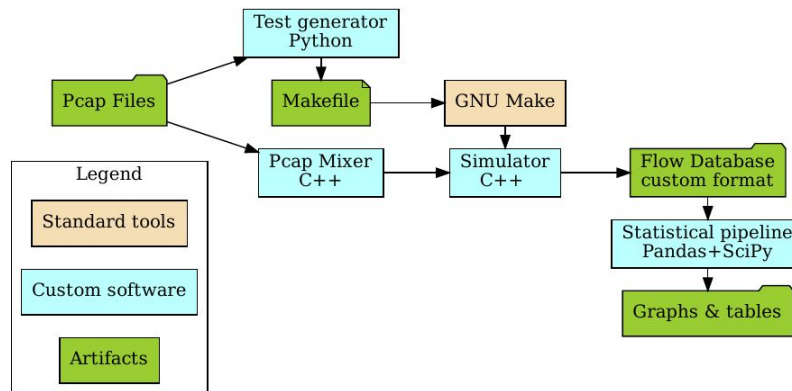 Test generator
Python
Pcap Files
Makefile
GNU Make
Pcap Mixer
C++
Simulator
C++
Flow Database
custom format
Legend
Standard tools
Statistical pipeline
Pandas+SciPy
Custom software
Graphs & tables
Artifacts